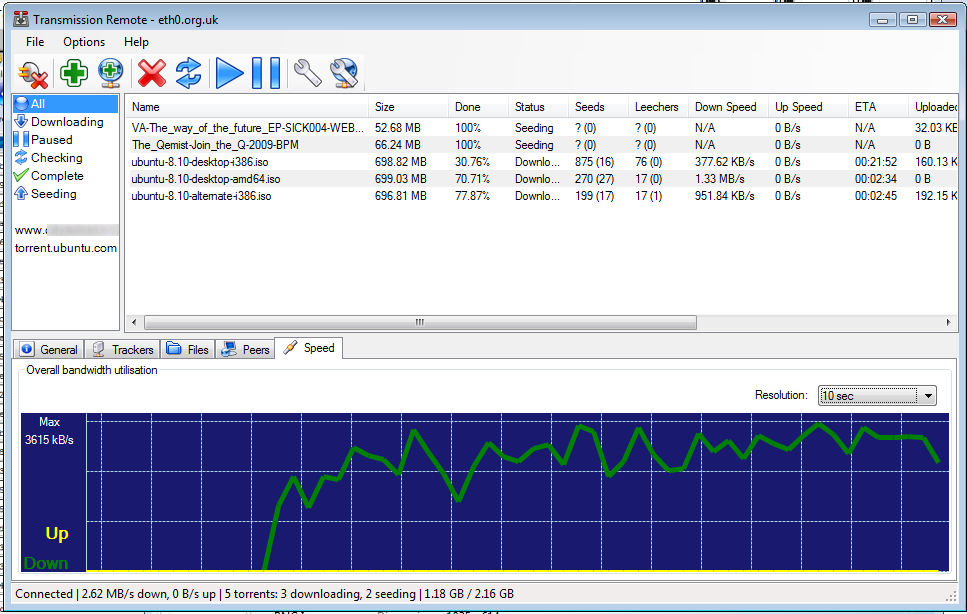 Transmission Remote - eth0.org.uk
File Options Help
All
Downloading
Paused
Checking
Complete
Seeding
www.
torrent.ubuntu.com
Name Size Done Status Seeds Leechers Down Speed Up Speed ETA Uploaded
VA-The_way_of_the_future_EP-SICK004-WEB... 52.68 MB 100% Seeding ? (0) ? (0) N/A 0 B/s N/A 32.03 KB
The_Qemist-Join_the_Q-2009-BPM 66.24 MB 100% Seeding ? (0) ? (0) N/A 0 B/s N/A 0 B
ubuntu-8.10-desktop-i386.iso 698.82 MB 30.76% Downlo... 875 (16) 76 (0) 377.62 KB/s 0 B/s 00:21:52 160.13 K
ubuntu-8.10-desktop-amd64.iso 699.03 MB 70.71% Downlo... 270 (27) 17 (0) 1.33 MB/s 0 B/s 00:02:34 0 B
ubuntu-8.10-alternate-i386.iso 696.81 MB 77.87% Downlo... 199 (17) 17 (1) 951.84 KB/s 0 B/s 00:02:45 192.15 K
General Trackers Files Peers Speed
Overall bandwidth utilisation
Resolution: 10 sec
Max
3615 kB/s
Up
Down
Connected | 2.62 MB/s down, 0 B/s up | 5 torrents: 3 downloading, 2 seeding | 1.18 GB / 2.16 GB